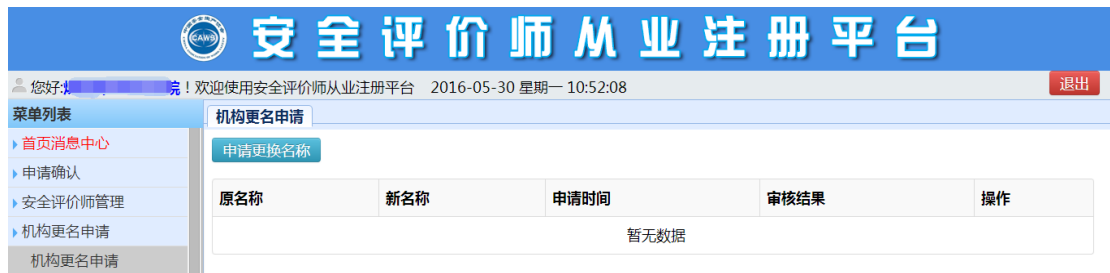 CAWS 安全评价师从业注册平台
您好: 院！欢迎使用安全评价师从业注册平台 2016-05-30 星期一 10:52:08 退出
菜单列表 机构更名申请
首页消息中心 申请更换名称
申请确认
安全评价师管理 原名称 新名称 申请时间 审核结果 操作
机构更名申请 暂无数据
机构更名申请